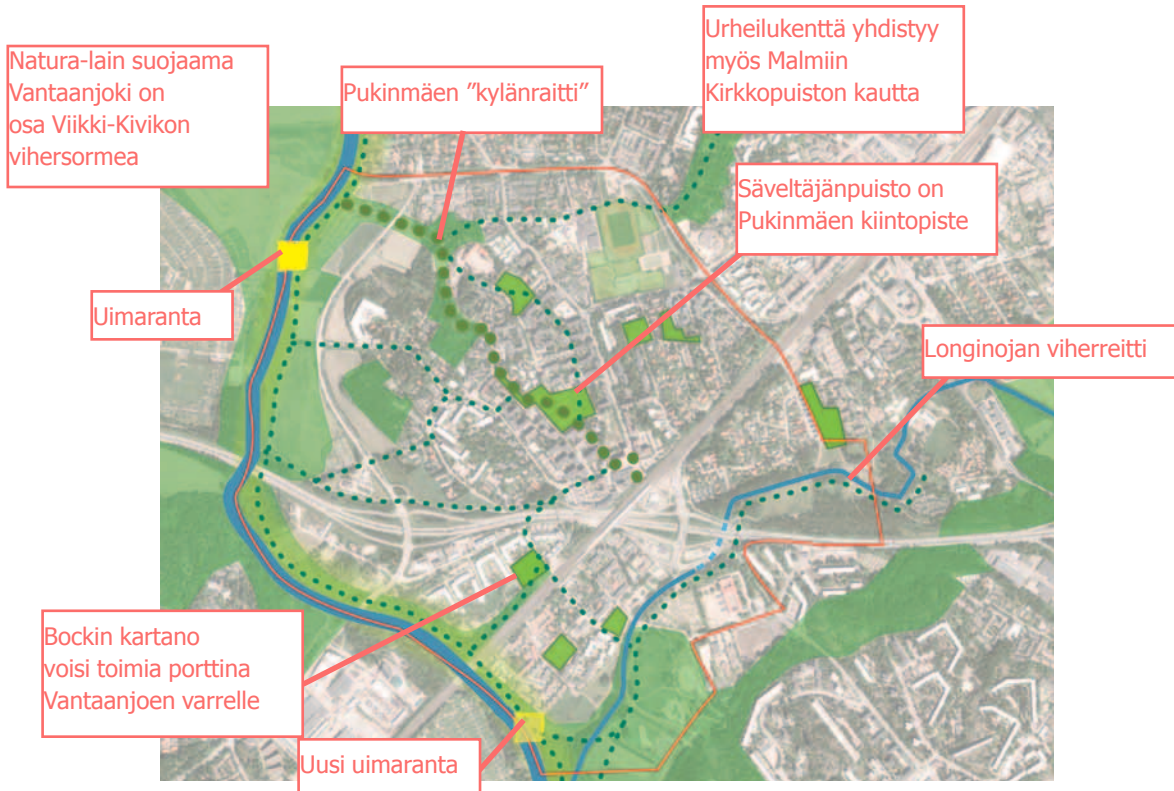 Natura-lain suojaama
Vantaanjoki on
osa Viikki-Kivikon
vihersormea
Pukinmäen ”kylänraitti”
Urheilukenttä yhdistyy
myös Malmiin
Kirkkopuiston kautta
Säveltäjänpuisto on
Pukinmäen kiintopiste
Uimaranta
Longinojan viherreitti
Bockin kartano
voisi toimia porttina
Vantaanjoen varrelle
Uusi uimaranta